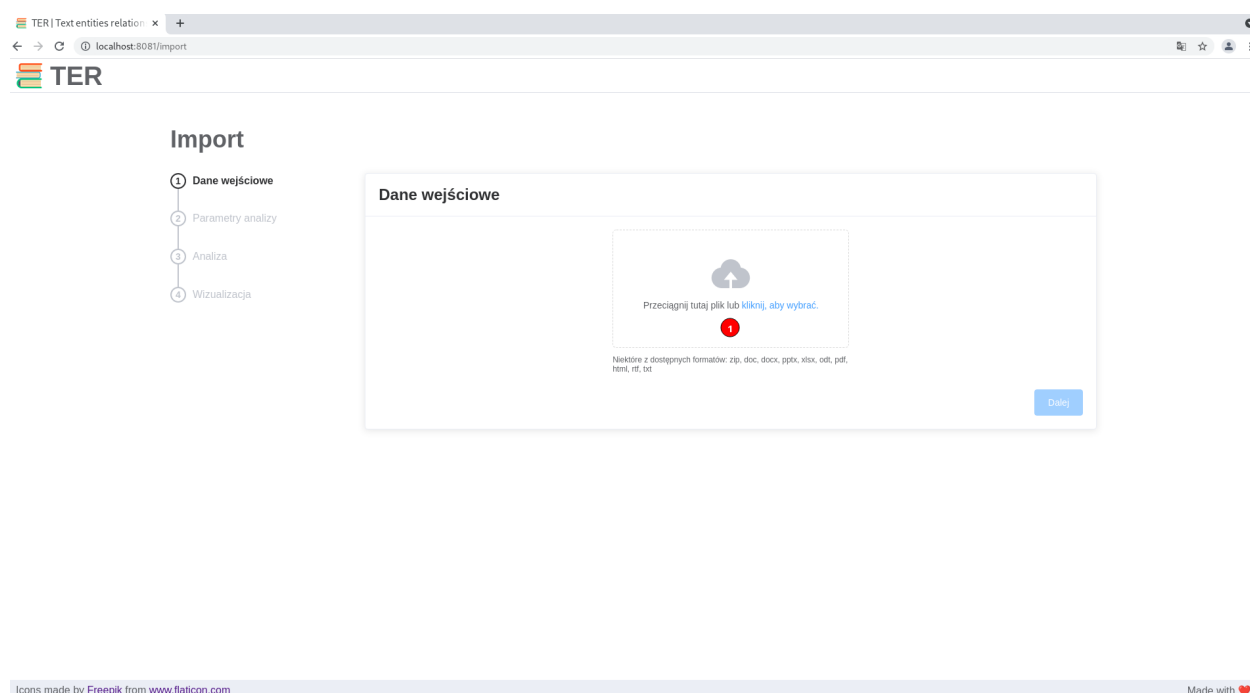 TER | Text entities relation
localhost:8081/import
TER
Import
1 Dane wejściowe
2 Parametry analizy
3 Analiza
4 Wizualizacja
Dane wejściowe
Przeciągnij tutaj plik lub kliknij, aby wybrać.
1
Niektóre z dostępnych formatów: zip, doc, docx, pptx, xlsx, odt, pdf,
html, rtf, txt
Dalej
Icons made by Freepik from www.flaticon.com
Made with ❤